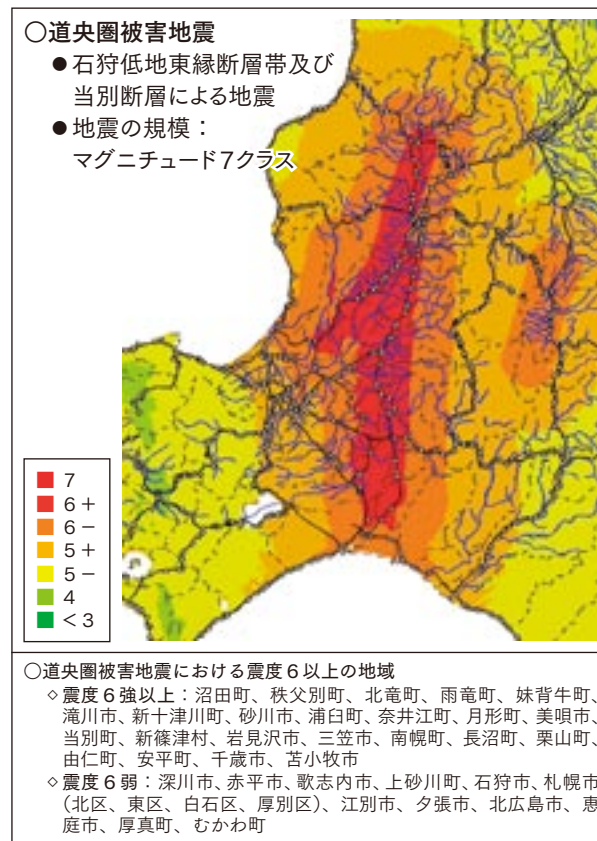 〇道央圏被害地震
●石狩低地東縁断層帯及び
当別断層による地震
●地震の規模：
マグニチュード7クラス
7
6＋
6－
5＋
5－
4
＜3
〇道央圏被害地震における震度6以上の地域
◇震度6強以上：沼田町、秩父別町、北竜町、雨竜町、妹背牛町、
滝川市、新十津川町、砂川市、浦臼町、奈井江町、月形町、美唄市、
当別町、新篠津村、岩見沢市、三笠市、南幌町、長沼町、栗山町、
由仁町、安平町、千歳市、苫小牧市
◇震度6弱：深川市、赤平市、歌志内市、上砂川町、石狩市、札幌市
（北区、東区、白石区、厚別区）、江別市、夕張市、北広島市、恵
庭市、厚真町、むかわ町